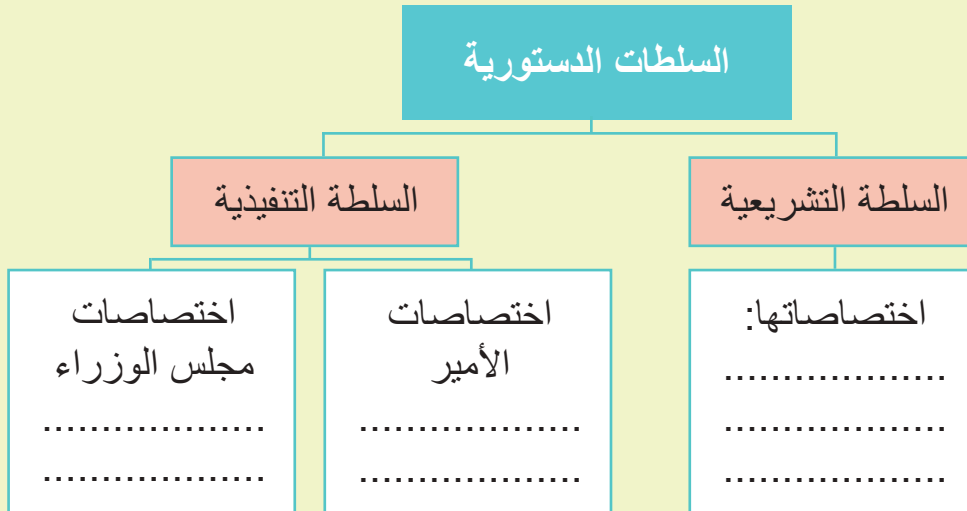 السلطات الدستورية
السلطة التشريعية
السلطة التنفيذية
اختصاصاتها:
...................
...................
...................
اختصاصات
الأمير
...................
...................
اختصاصات
مجلس الوزراء
...................
...................